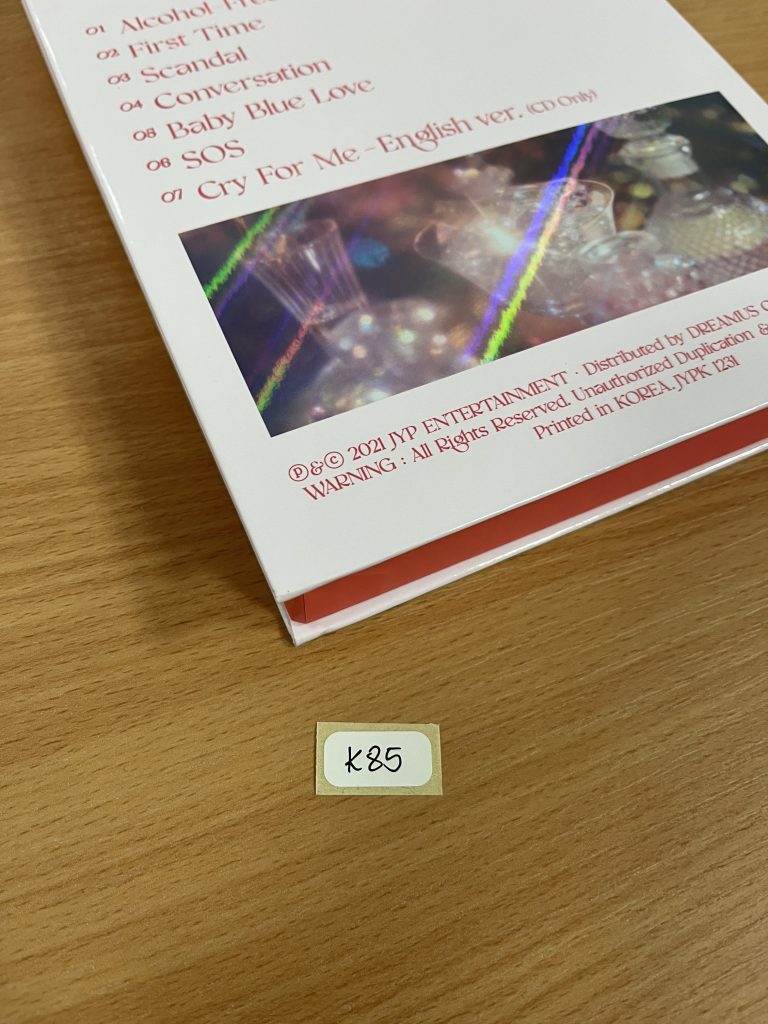 01 Alcohol-Free
02 First Time
03 Scandal
04 Conversation
05 Baby Blue Love
06 SOS
07 Cry For Me-English ver. (CD Only)
Ⓟ&Ⓒ 2021 JYP ENTERTAINMENT · Distributed by DREAMUS
WARNING : All Rights Reserved. Unauthorized Duplication &
Printed in KOREA. JYPK 1231
K85